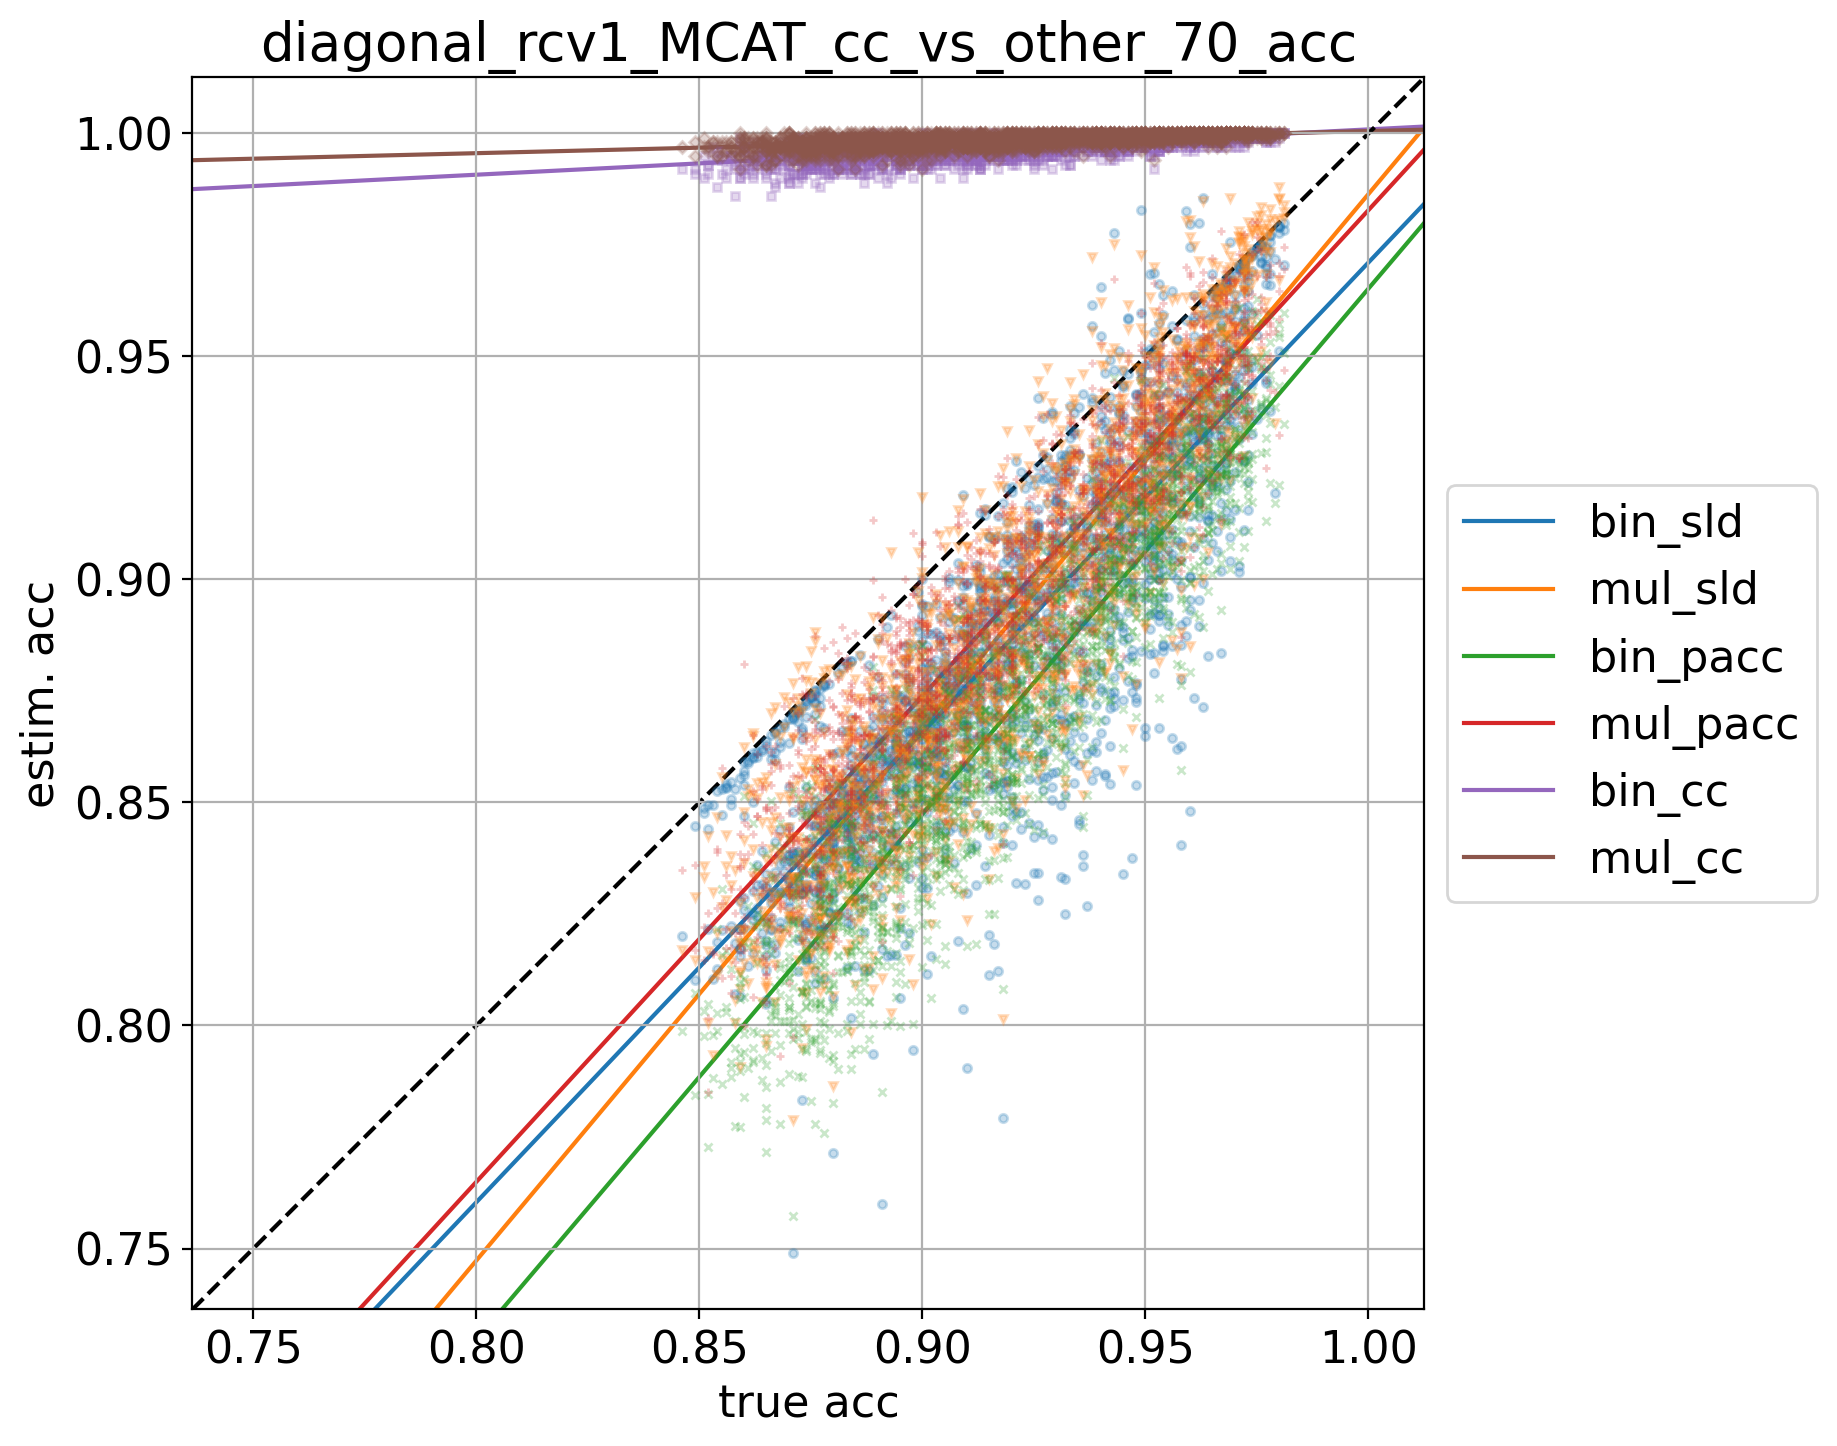 diagonal_rcv1_MCAT_cc_vs_other_70_acc
1.00
0.95
0.90
0.85
0.80
0.75
estim. acc
0.75 0.80 0.85 0.90 0.95 1.00
true acc
bin_sld
mul_sld
bin_pacc
mul_pacc
bin_cc
mul_cc